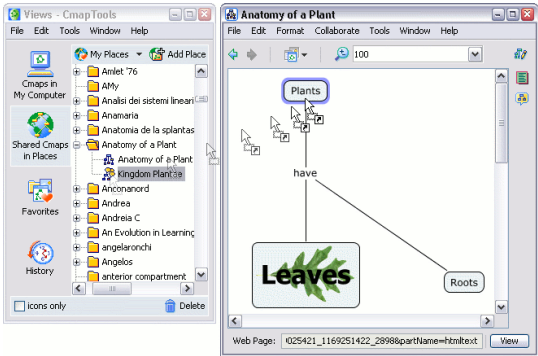 Views - CmapTools
File Edit Tools Window Help
My Places Add Place
Cmaps in
My Computer
Shared Cmaps
in Places
Favorites
History
Amlet '76
AMy
Analisi dei sistemi lineari
Anamaria
Anatomia de la splantas
Anatomy of a Plant
Anatomy of a Plant
Kingdom Plantae
Anconanord
Andrea
Andreia C
An Evolution in Learning
angelaronchi
Angelos
anterior compartment
icons only Delete
Anatomy of a Plant
File Edit Format Collaborate Tools Window Help
100
Plants
have
Leaves
Roots
Web Page: 025421_1169251422_2898&partName=htmltext View